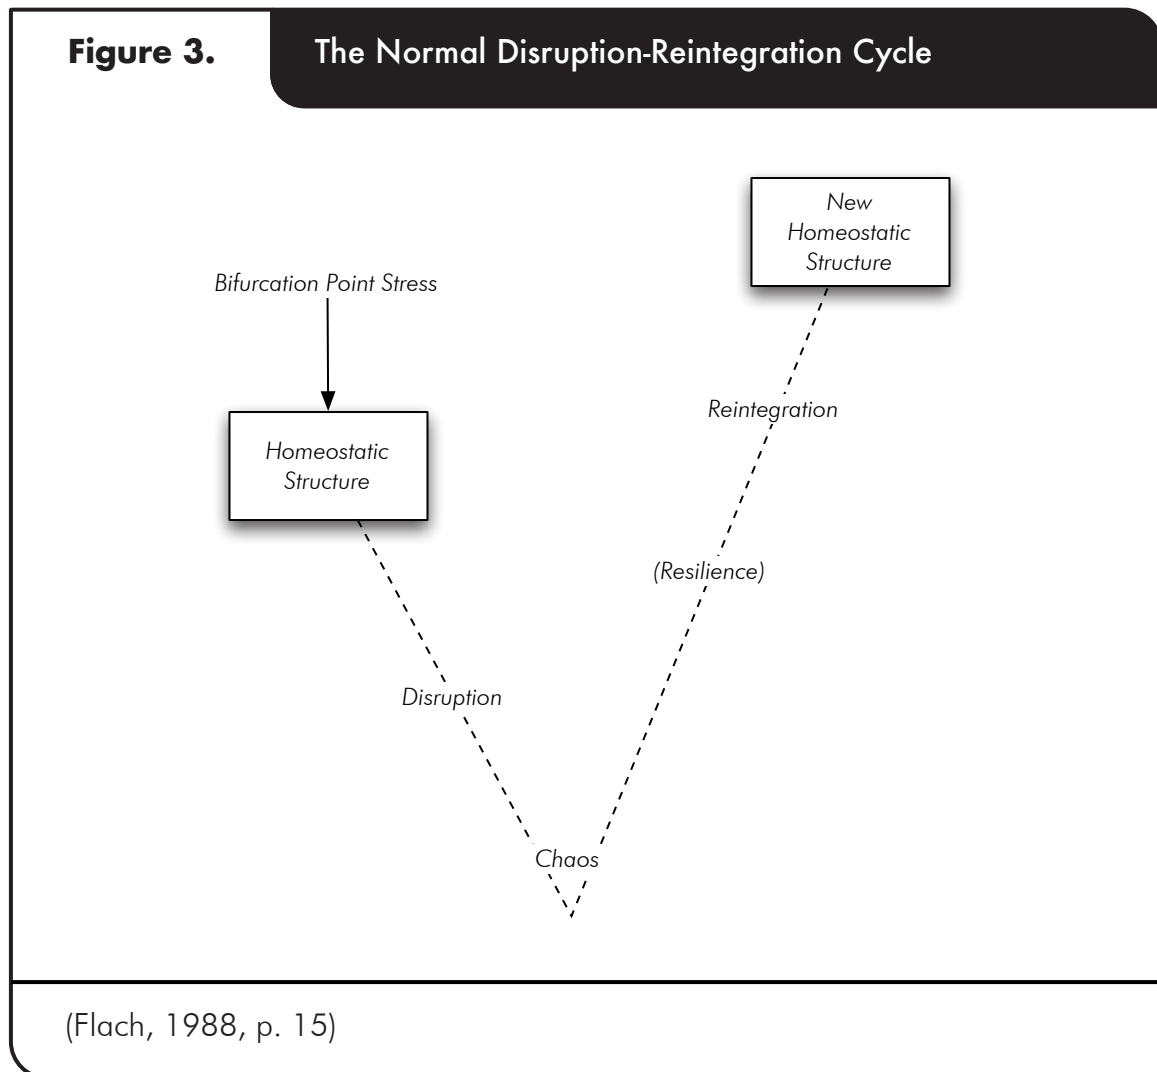 Figure 3.
The Normal Disruption-Reintegration Cycle
New
Homeostatic
Structure
Bifurcation Point Stress
Reintegration
Homeostatic
Structure
(Resilience)
Disruption
Chaos
(Flach, 1988, p. 15)